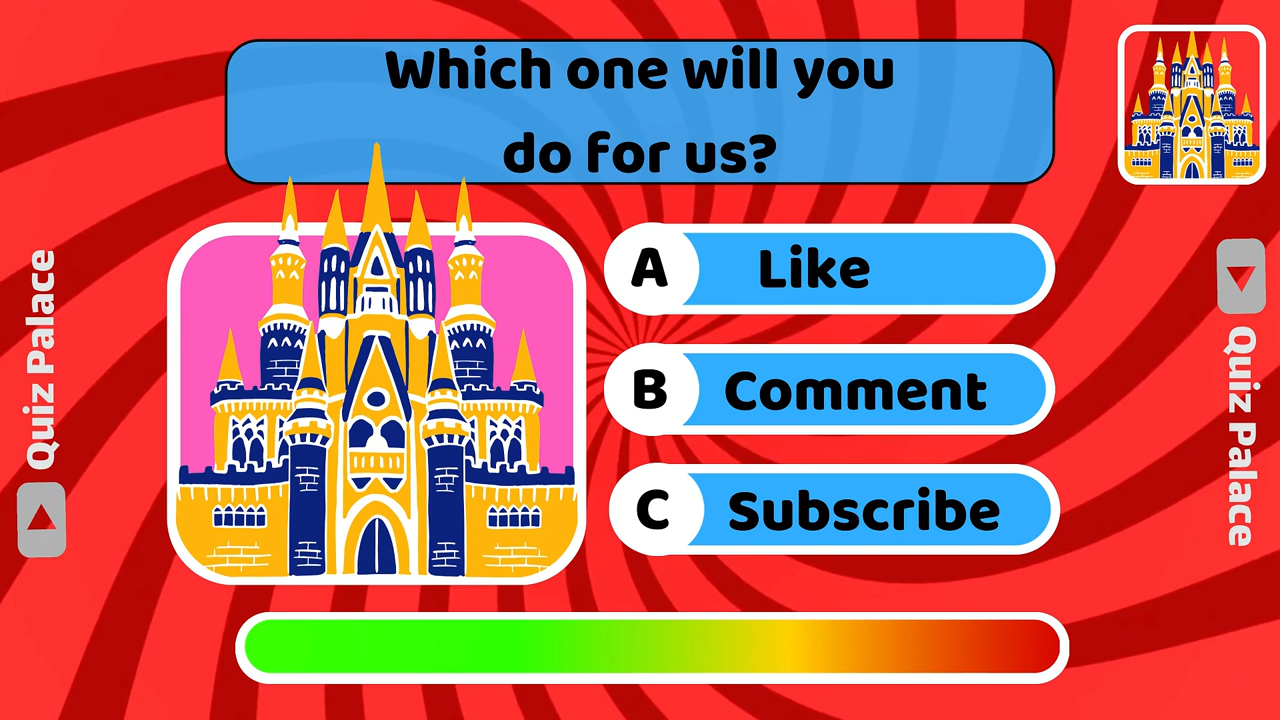 Which one will you
do for us?
A Like
B Comment
C Subscribe
Quiz Palace
Quiz Palace